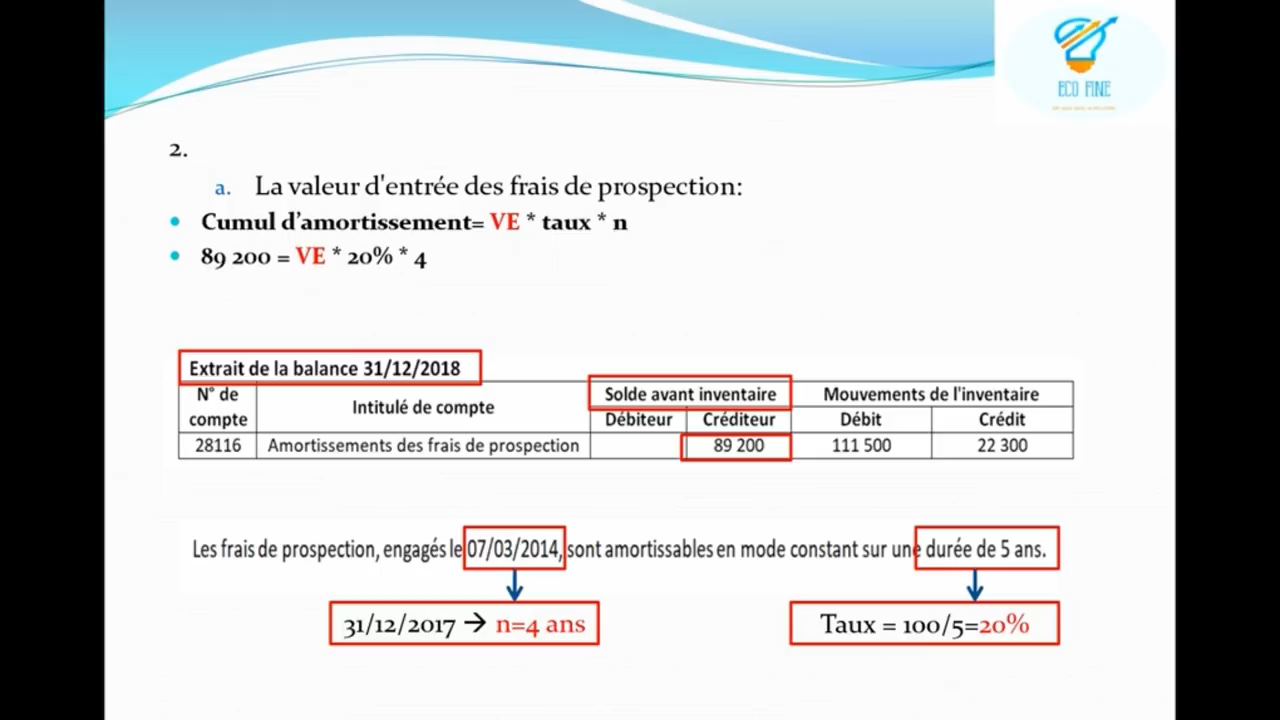 ECO FINE
2.
a. La valeur d'entrée des frais de prospection:
• Cumul d'amortissement= VE * taux * n
• 89 200 = VE * 20% * 4
Extrait de la balance 31/12/2018
N° de compte Intitulé de compte Solde avant inventaire Mouvements de l'inventaire
Débiteur Créditeur Débit Crédit
28116 Amortissements des frais de prospection 89 200 111 500 22 300
Les frais de prospection, engagés le 07/03/2014, sont amortissables en mode constant sur une durée de 5 ans.
31/12/2017 → n=4 ans
Taux = 100/5=20%